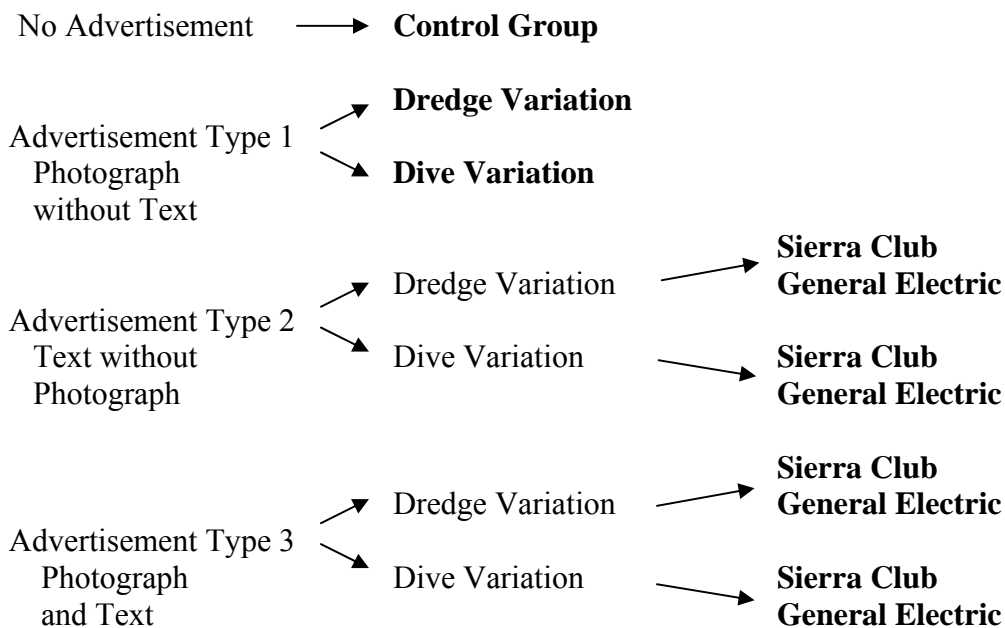 No Advertisement
Control Group
Advertisement Type 1
Photograph
without Text
Dredge Variation
Dive Variation
Advertisement Type 2
Text without
Photograph
Dredge Variation
Sierra Club
General Electric
Dive Variation
Sierra Club
General Electric
Advertisement Type 3
Photograph
and Text
Dredge Variation
Sierra Club
General Electric
Dive Variation
Sierra Club
General Electric